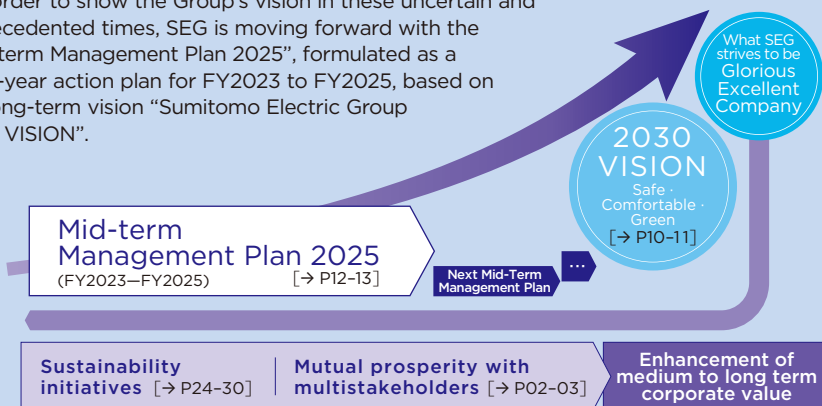 order to show the Group's vision in these uncertain and
recedented times, SEG is moving forward with the
term Management Plan 2025", formulated as a
-year action plan for FY2023 to FY2025, based on
ong-term vision "Sumitomo Electric Group
VISION".
What SEG
strives to be
Glorious
Excellent
Company
2030
VISION
Safe ·
Comfortable ·
Green
[→ P10–11]
Mid-term
Management Plan 2025
(FY2023—FY2025) [→ P12–13]
Next Mid-Term
Management Plan
...
Sustainability
initiatives [→ P24–30]
Mutual prosperity with
multistakeholders [→ P02–03]
Enhancement of
medium to long term
corporate value